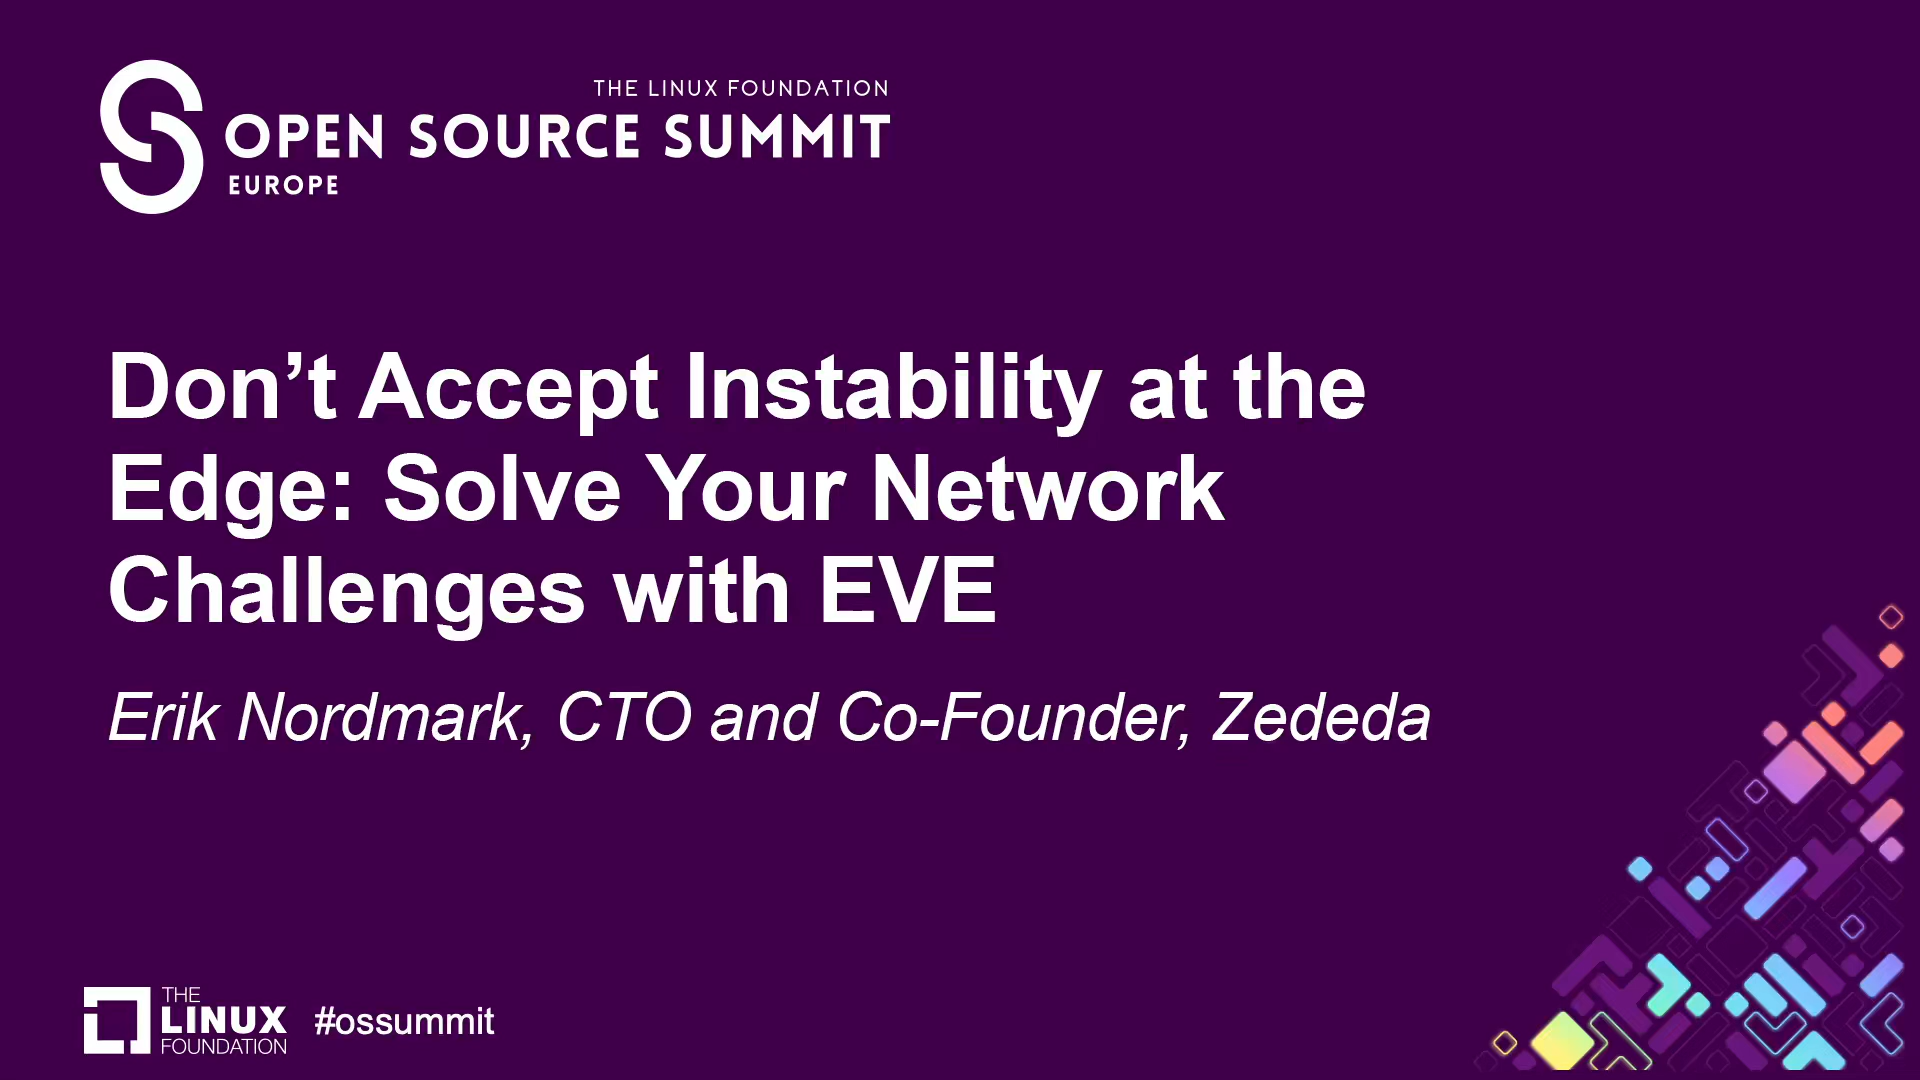 THE LINUX FOUNDATION
OPEN SOURCE SUMMIT
EUROPE
Don’t Accept Instability at the
Edge: Solve Your Network
Challenges with EVE
Erik Nordmark, CTO and Co-Founder, Zededa
THE
LINUX
FOUNDATION
#ossummit